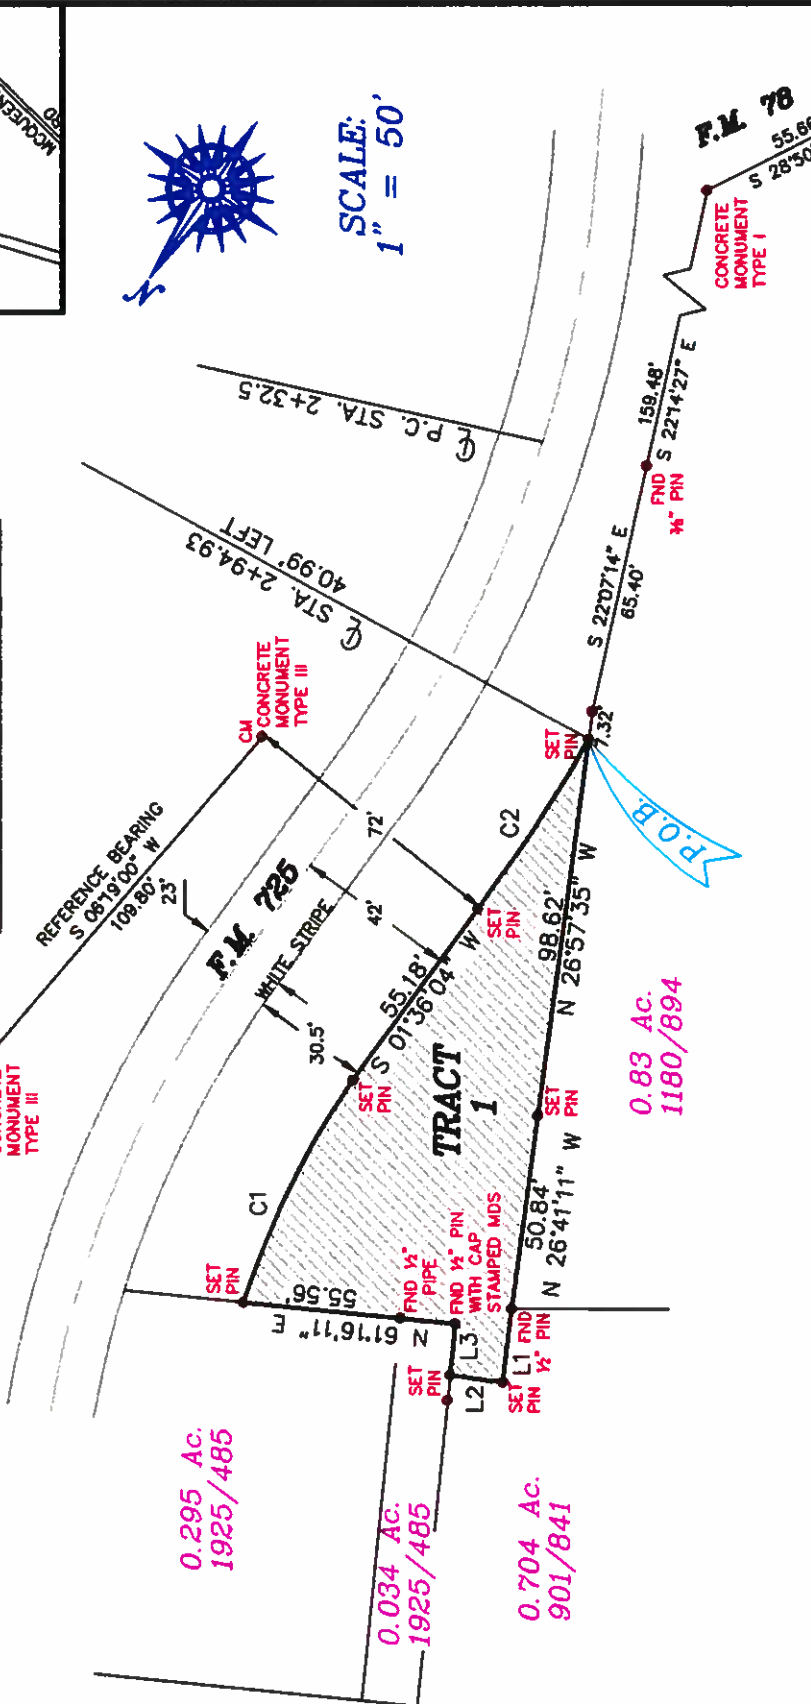 MCQUEENEY
RD
N
SCALE:
1" = 50'
F.M. 78
CONCRETE
MONUMENT
TYPE I
℄ P.C. STA. 2+32.5
159.48'
S 22°14'27" E
FND
PIN
℄ STA. 2+94.93
40.99' LEFT
S 22°07'14" E
65.40'
CM
CONCRETE
MONUMENT
TYPE III
SET
PIN
7.32'
P.O.B.
REFERENCE BEARING
S 06°19'00" W
109.80'
23'
F.M. 725
WHITE STRIPE
72'
42'
30.5'
C2
SET
PIN
55.18'
S 01°36'04" W
98.62'
N 26°57'35" W
MONUMENT
TYPE III
SET
PIN
TRACT
1
SET
PIN
0.83 Ac.
1180/894
C1
50.84'
N 26°41'11" W
SET
PIN
55.56'
N 61°16'11" E
FND ½"
PIPE
FND ½" PIN
WITH CAP
STAMPED MDS
L3
SET
PIN
L2
L1
FND
½" PIN
SET
PIN
0.295 Ac.
1925/485
0.034 Ac.
1925/485
0.704 Ac.
901/841